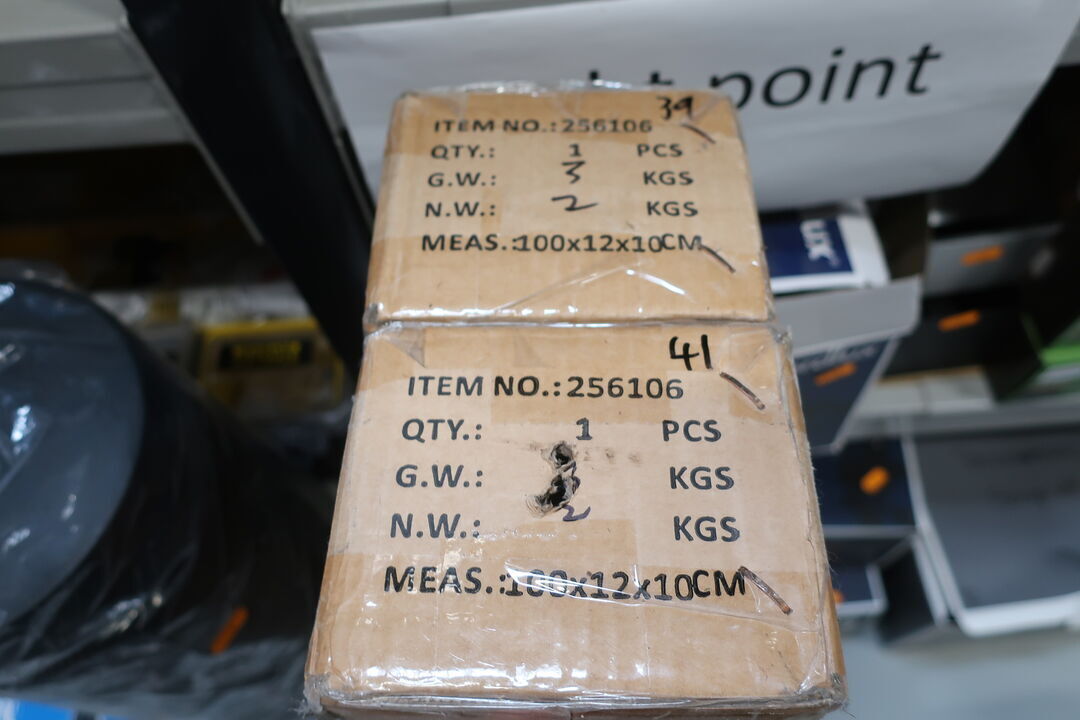 point
39
ITEM NO.:256106
QTY.: 1 PCS
G.W.: 3 KGS
N.W.: 2 KGS
MEAS.:100x12x10CM
41
ITEM NO.:256106
QTY.: 1 PCS
G.W.: KGS
N.W.: 2 KGS
MEAS.:100x12x10CM